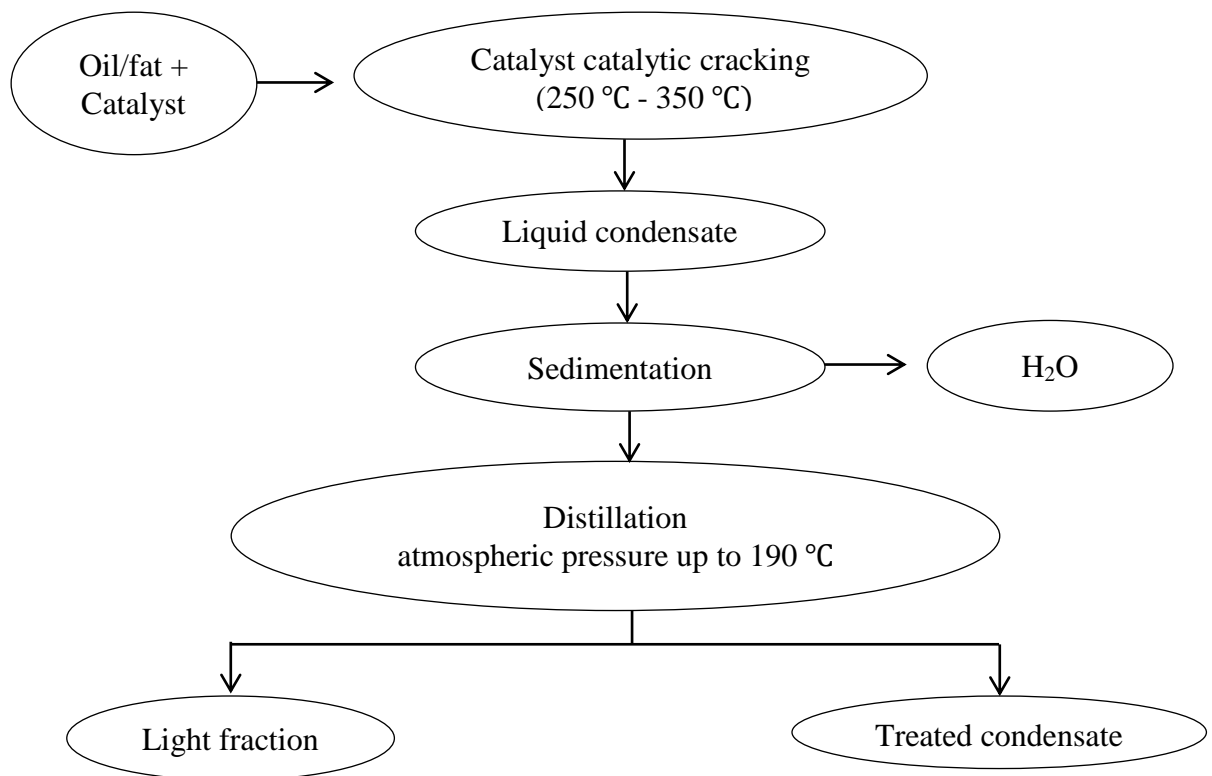 Oil/fat +
Catalyst
Catalyst catalytic cracking
(250 ℃ - 350 ℃)
Liquid condensate
Sedimentation
H₂O
Distillation
atmospheric pressure up to 190 ℃
Light fraction
Treated condensate